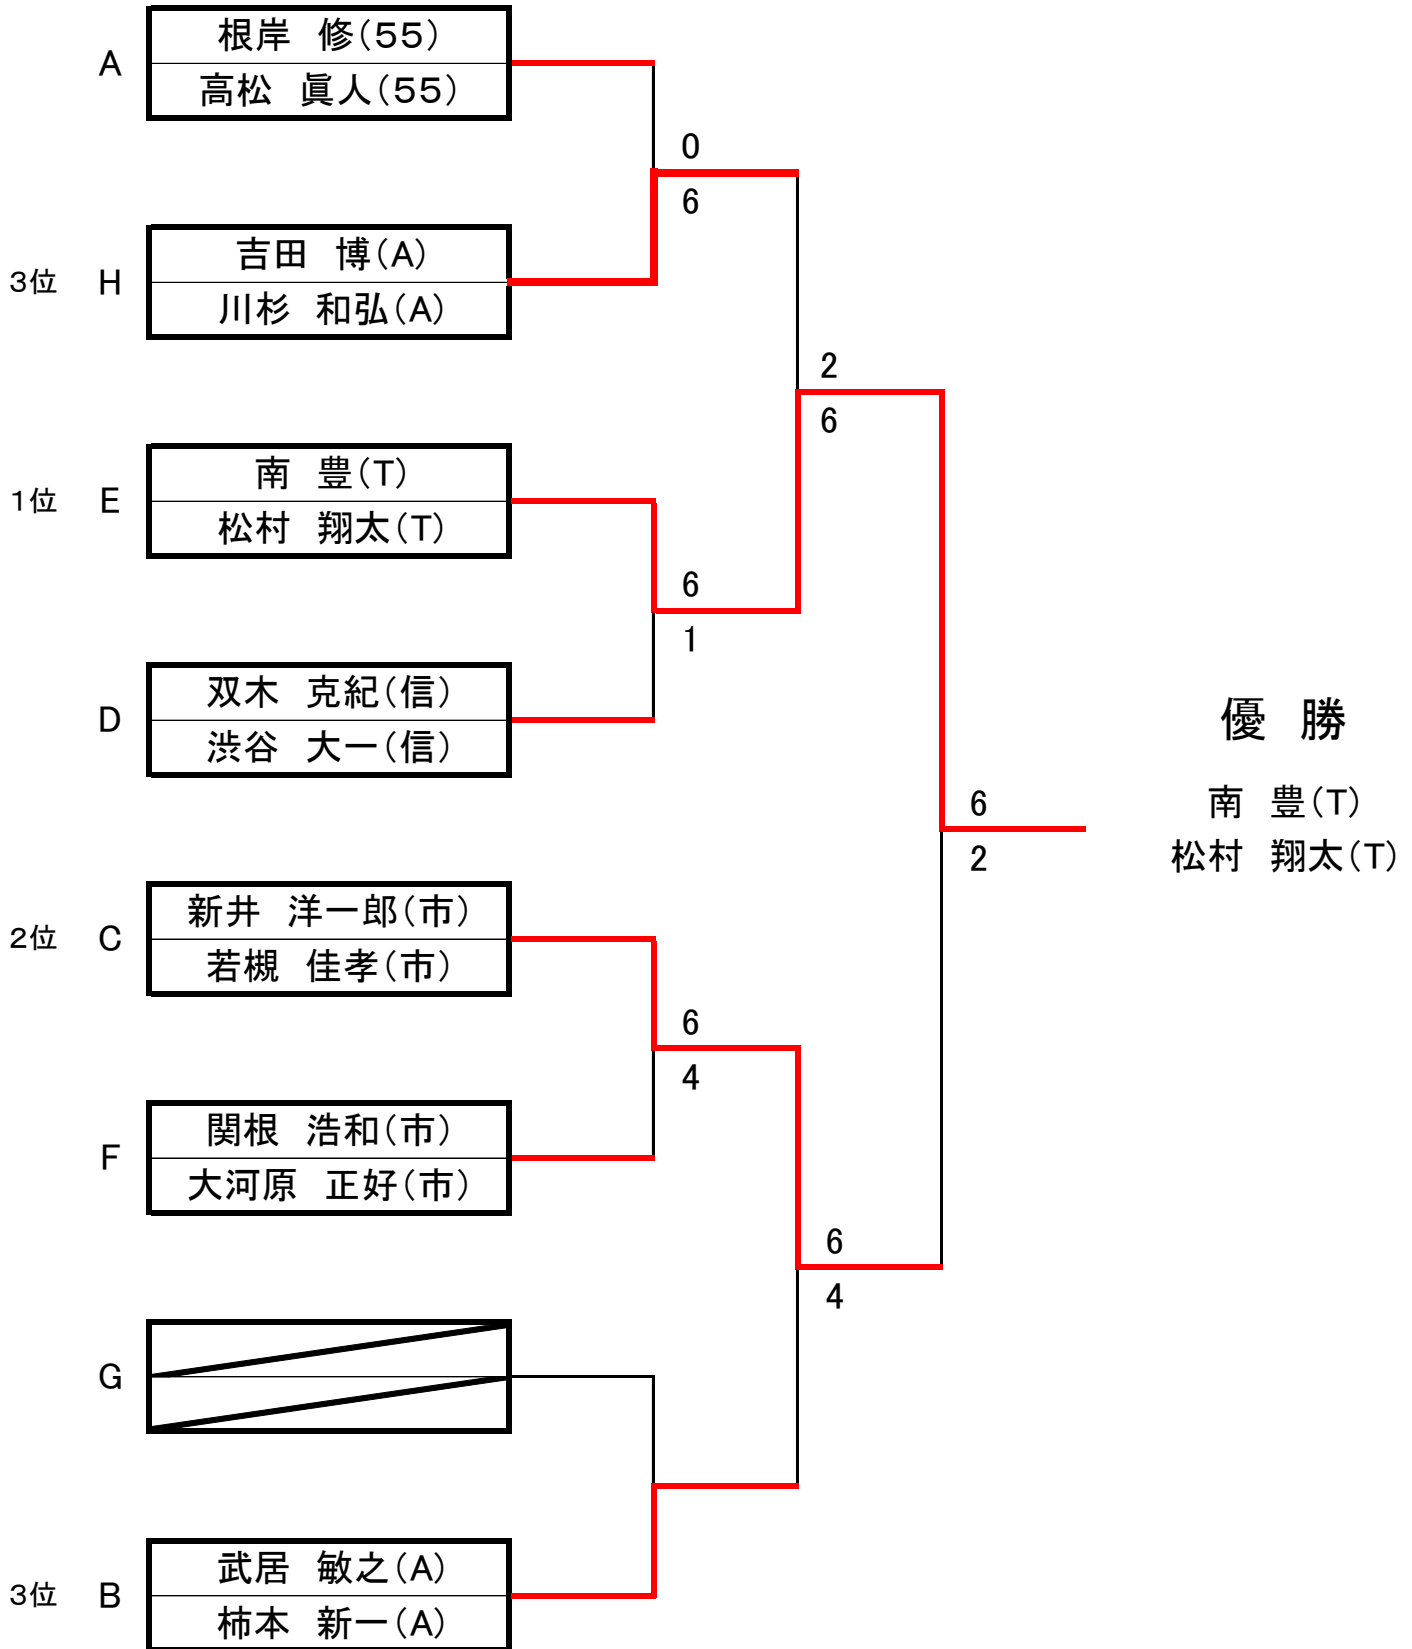 根岸　修(55)
A
高松　眞人(55)
0
6
吉田　博(A)
3位 H
川杉　和弘(A)
2
6
南　豊(T)
1位 E
松村　翔太(T)
6
1
双木　克紀(信)
D
渋谷　大一(信)
優　勝
6
南　豊(T)
2
松村　翔太(T)
新井　洋一郎(市)
2位 C
若槻　佳孝(市)
6
4
関根　浩和(市)
F
大河原　正好(市)
6
4
G
武居　敏之(A)
3位 B
柿本　新一(A)